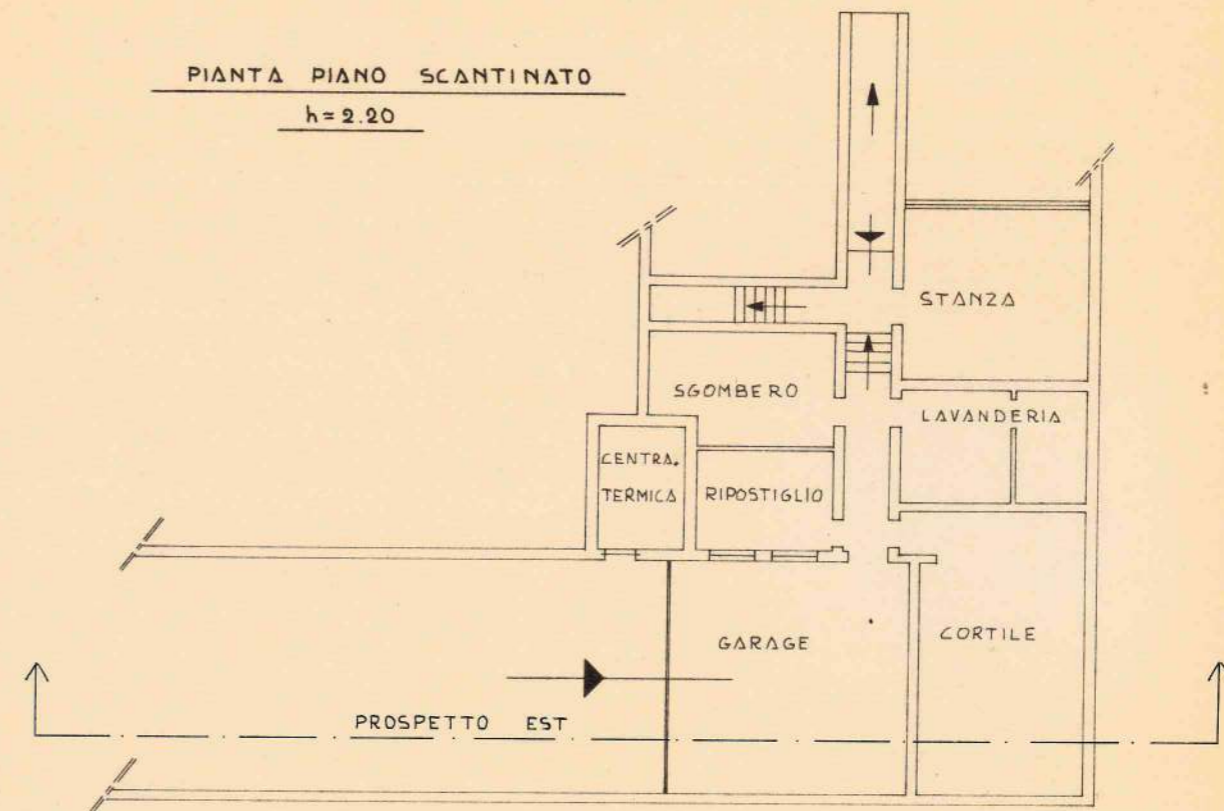 PIANTA PIANO SCANTINATO
h=2.20
STANZA
SGOMBERO
LAVANDERIA
CENTRA.
TERMICA
RIPOSTIGLIO
GARAGE
CORTILE
PROSPETTO EST